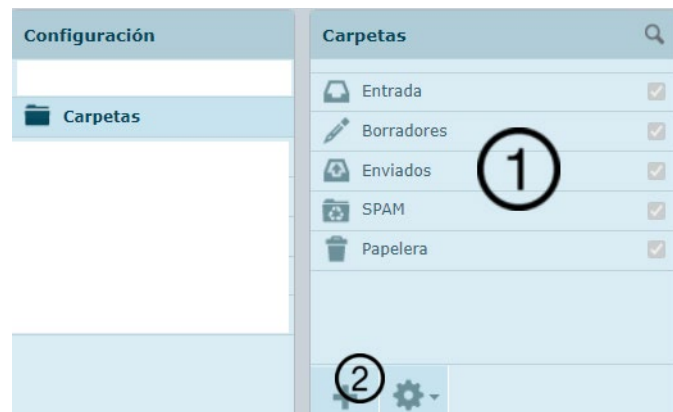 Configuración
Carpetas
Carpetas
Entrada
Borradores
Enviados
SPAM
Papelera
1
2